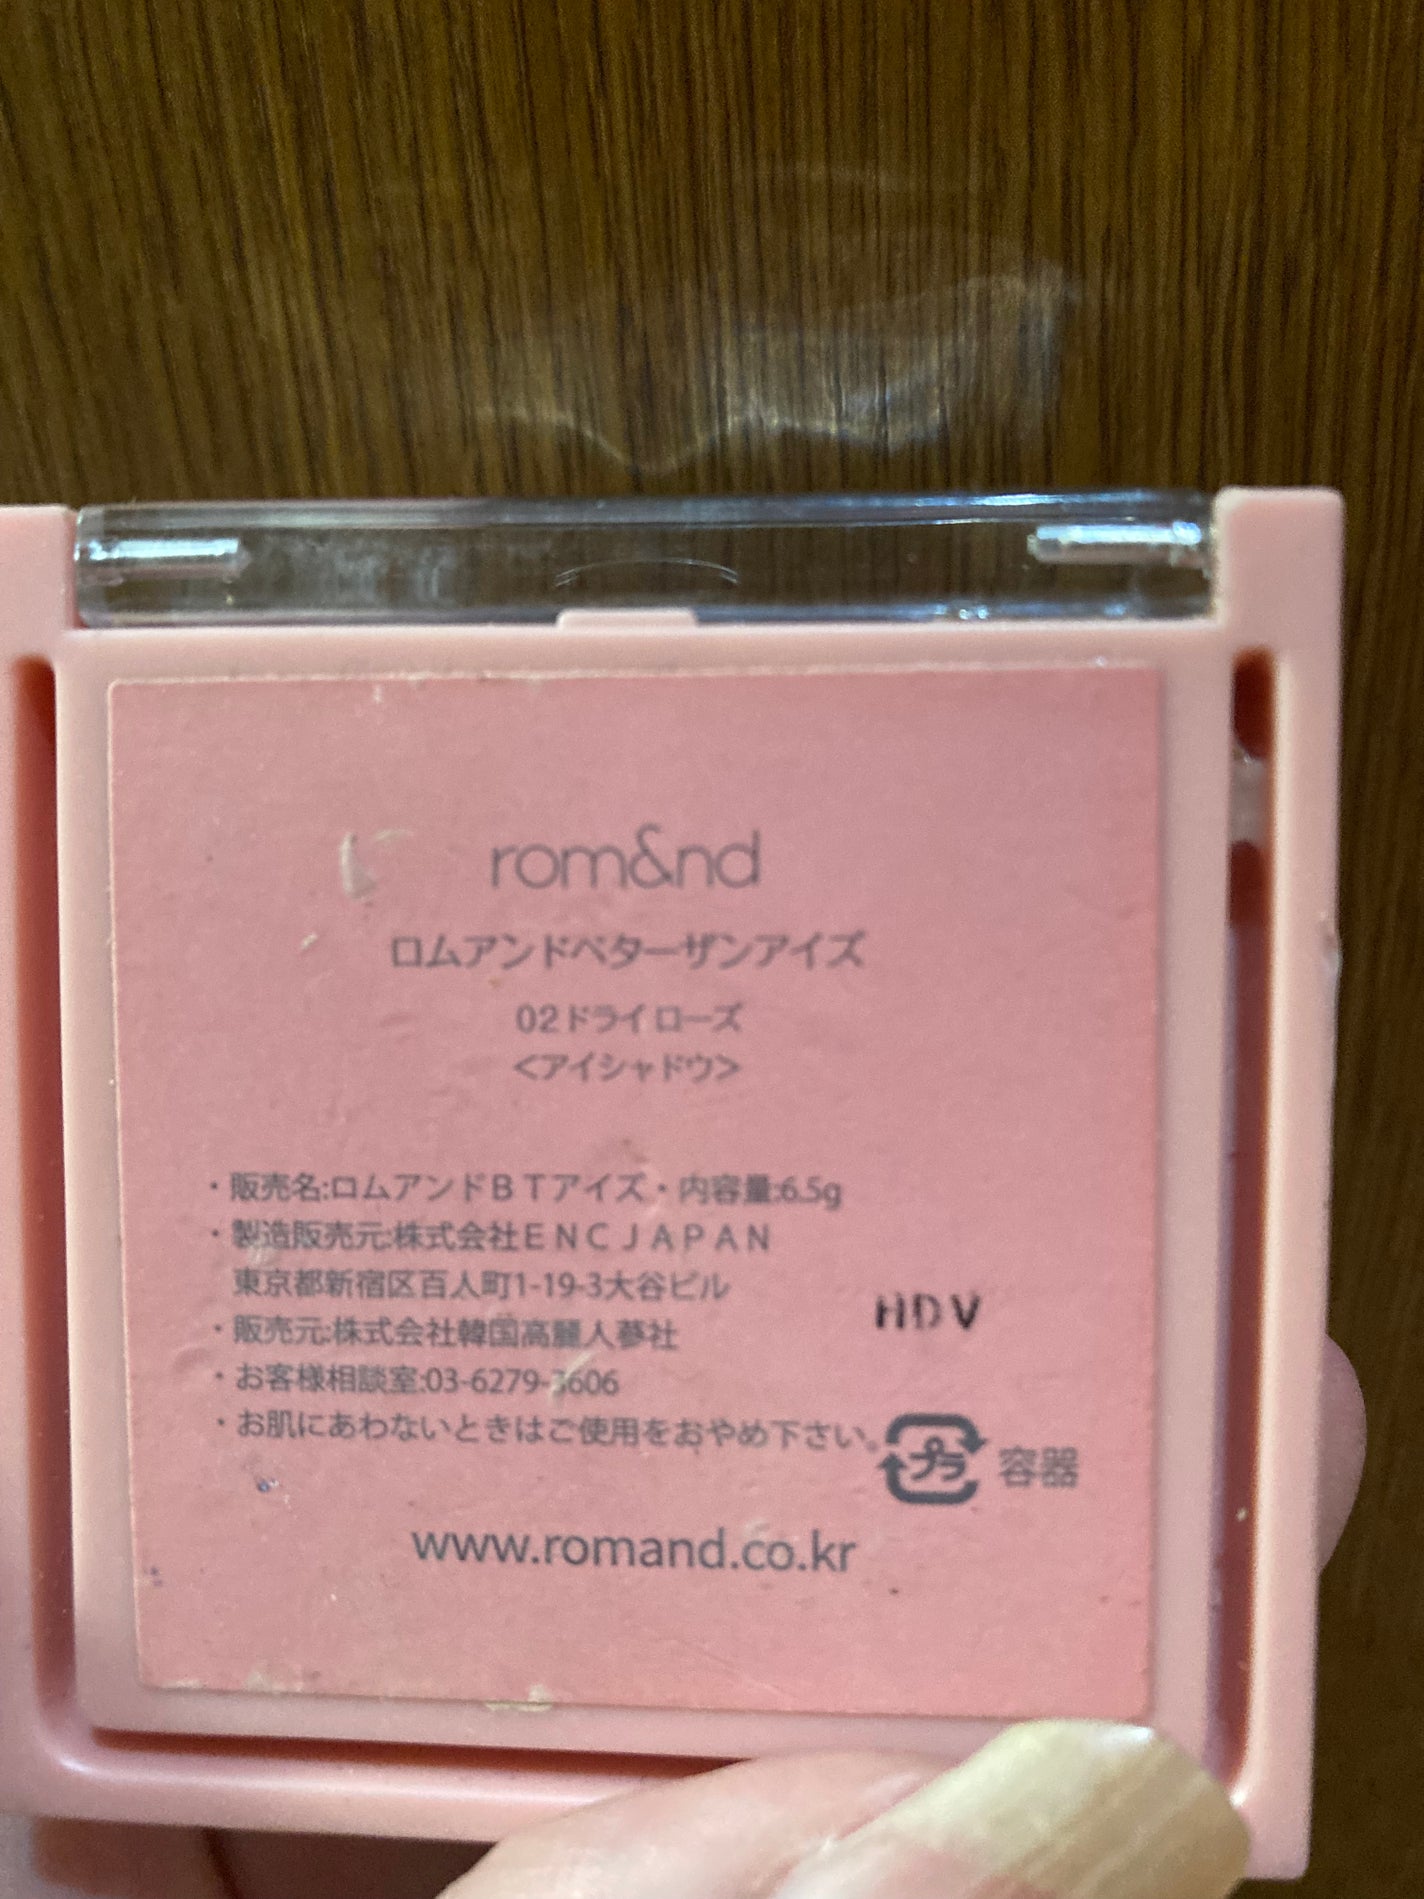 rom&nd
ロムアンドベターザンアイズ
02ドライローズ
<アイシャドウ>
・販売名:ロムアンドＢＴアイズ・内容量:6.5g
・製造販売元:株式会社ＥＮＣＪＡＰＡＮ
東京都新宿区百人町1-19-3大谷ビル
・販売元:株式会社韓国高麗人蔘社
HDV
・お客様相談室:03-6279-3606
・お肌にあわないときはご使用をおやめ下さい。
プラ 容器
www.romand.co.kr